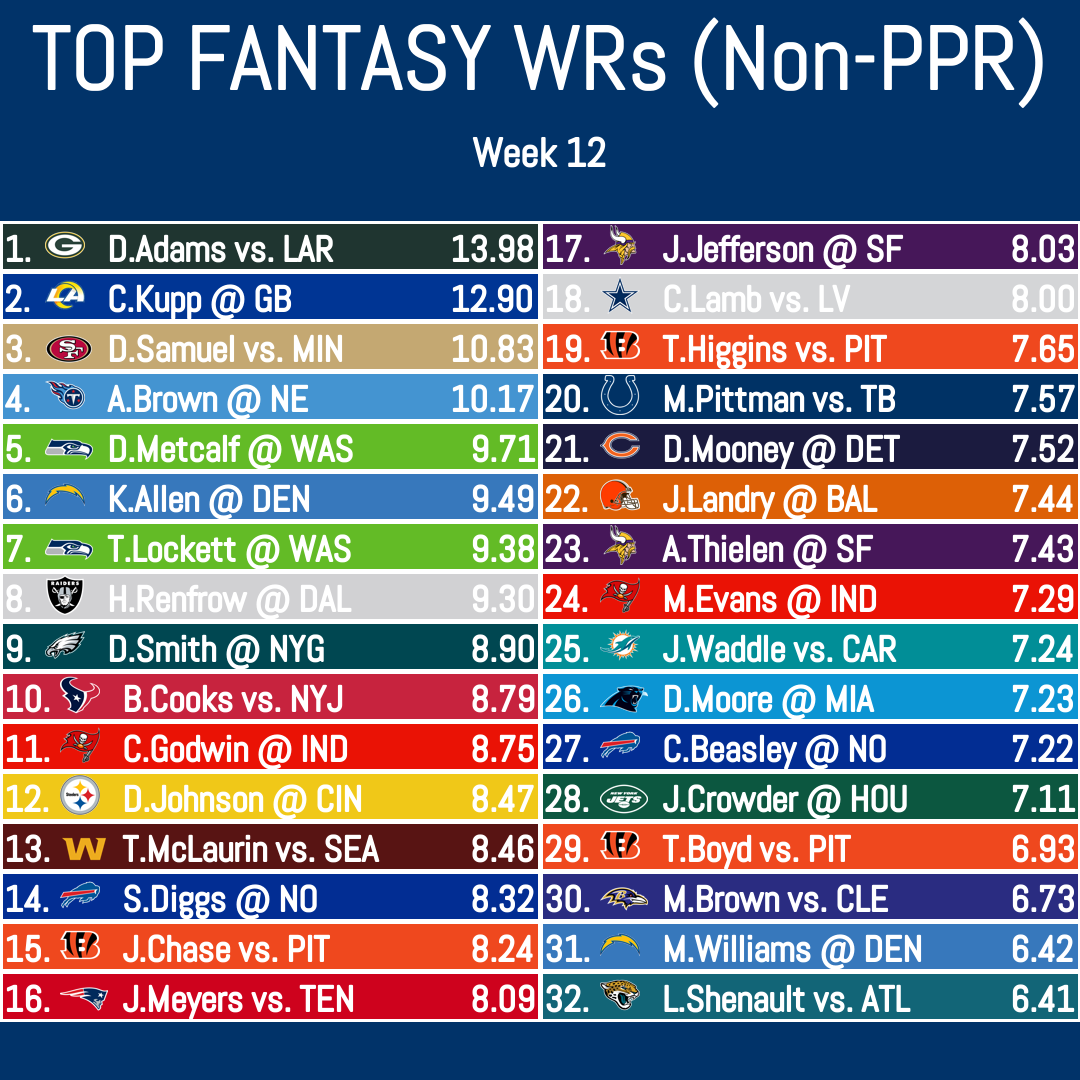 TOP FANTASY WRs (Non-PPR)
Week 12
1. D.Adams vs. LAR 13.98
2. C.Kupp @ GB 12.90
3. D.Samuel vs. MIN 10.83
4. A.Brown @ NE 10.17
5. D.Metcalf @ WAS 9.71
6. K.Allen @ DEN 9.49
7. T.Lockett @ WAS 9.38
8. RAIDERS H.Renfrow @ DAL 9.30
9. D.Smith @ NYG 8.90
10. B.Cooks vs. NYJ 8.79
11. C.Godwin @ IND 8.75
12. Steelers D.Johnson @ CIN 8.47
13. W T.McLaurin vs. SEA 8.46
14. S.Diggs @ NO 8.32
15. J.Chase vs. PIT 8.24
16. J.Meyers vs. TEN 8.09
17. J.Jefferson @ SF 8.03
18. C.Lamb vs. LV 8.00
19. T.Higgins vs. PIT 7.65
20. M.Pittman vs. TB 7.57
21. D.Mooney @ DET 7.52
22. J.Landry @ BAL 7.44
23. A.Thielen @ SF 7.43
24. M.Evans @ IND 7.29
25. J.Waddle vs. CAR 7.24
26. D.Moore @ MIA 7.23
27. C.Beasley @ NO 7.22
28. NEW YORK JETS J.Crowder @ HOU 7.11
29. T.Boyd vs. PIT 6.93
30. M.Brown vs. CLE 6.73
31. M.Williams @ DEN 6.42
32. L.Shenault vs. ATL 6.41